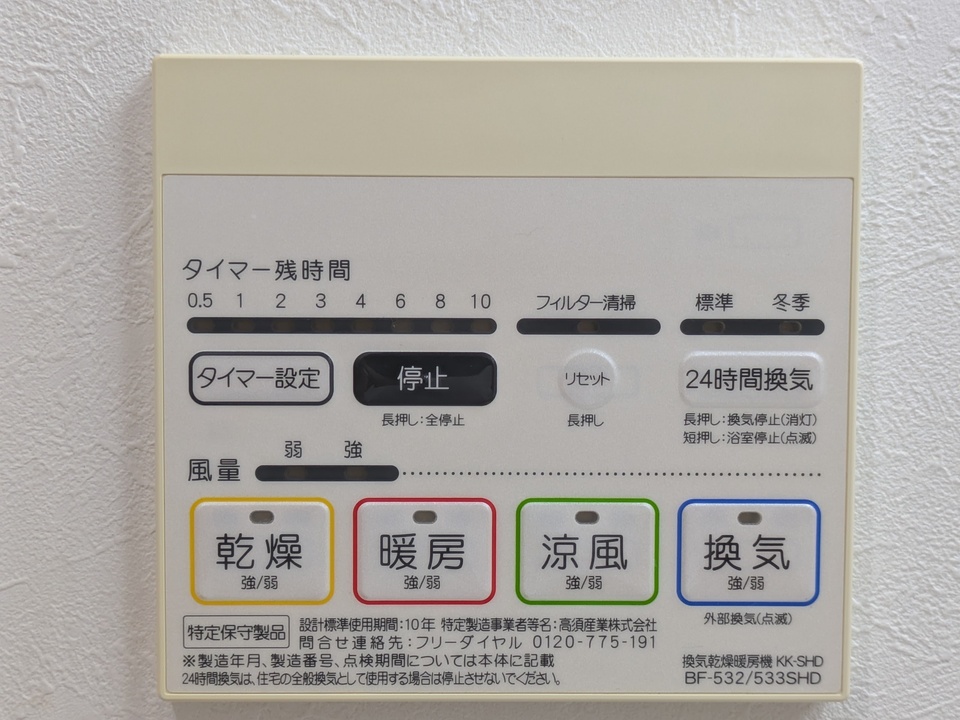 タイマー残時間
0.5 1 2 3 4 6 8 10 フィルター清掃 標準 冬季
タイマー設定 停止 リセット 24時間換気
長押し:全停止 長押し 長押し:換気停止(消灯)
短押し:浴室停止(点滅)
弱 強
風量
乾燥 暖房 涼風 換気
強/弱 強/弱 強/弱 強/弱
外部換気(点滅)
特定保守製品 設計標準使用期間:10年 特定製造事業者等名:高須産業株式会社
問合せ連絡先:フリーダイヤル 0120-775-191
※製造年月、製造番号、点検期間については本体に記載
24時間換気は、住宅の全般換気として使用する場合は停止させないでください。
換気乾燥暖房機 KK-SHD
BF-532/533SHD